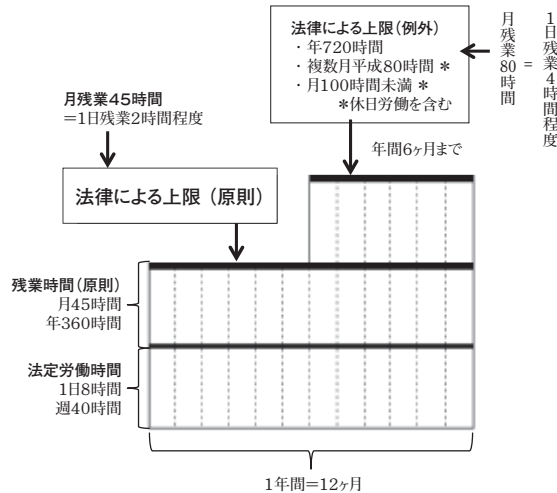 法律による上限(例外)
・年720時間
・複数月平成80時間 *
・月100時間未満 *
*休日労働を含む
1日残業4時間程度
=
月残業80時間
月残業45時間
=1日残業2時間程度
年間6ヶ月まで
法律による上限(原則)
残業時間(原則)
月45時間
年360時間
法定労働時間
1日8時間
週40時間
1年間=12ヶ月